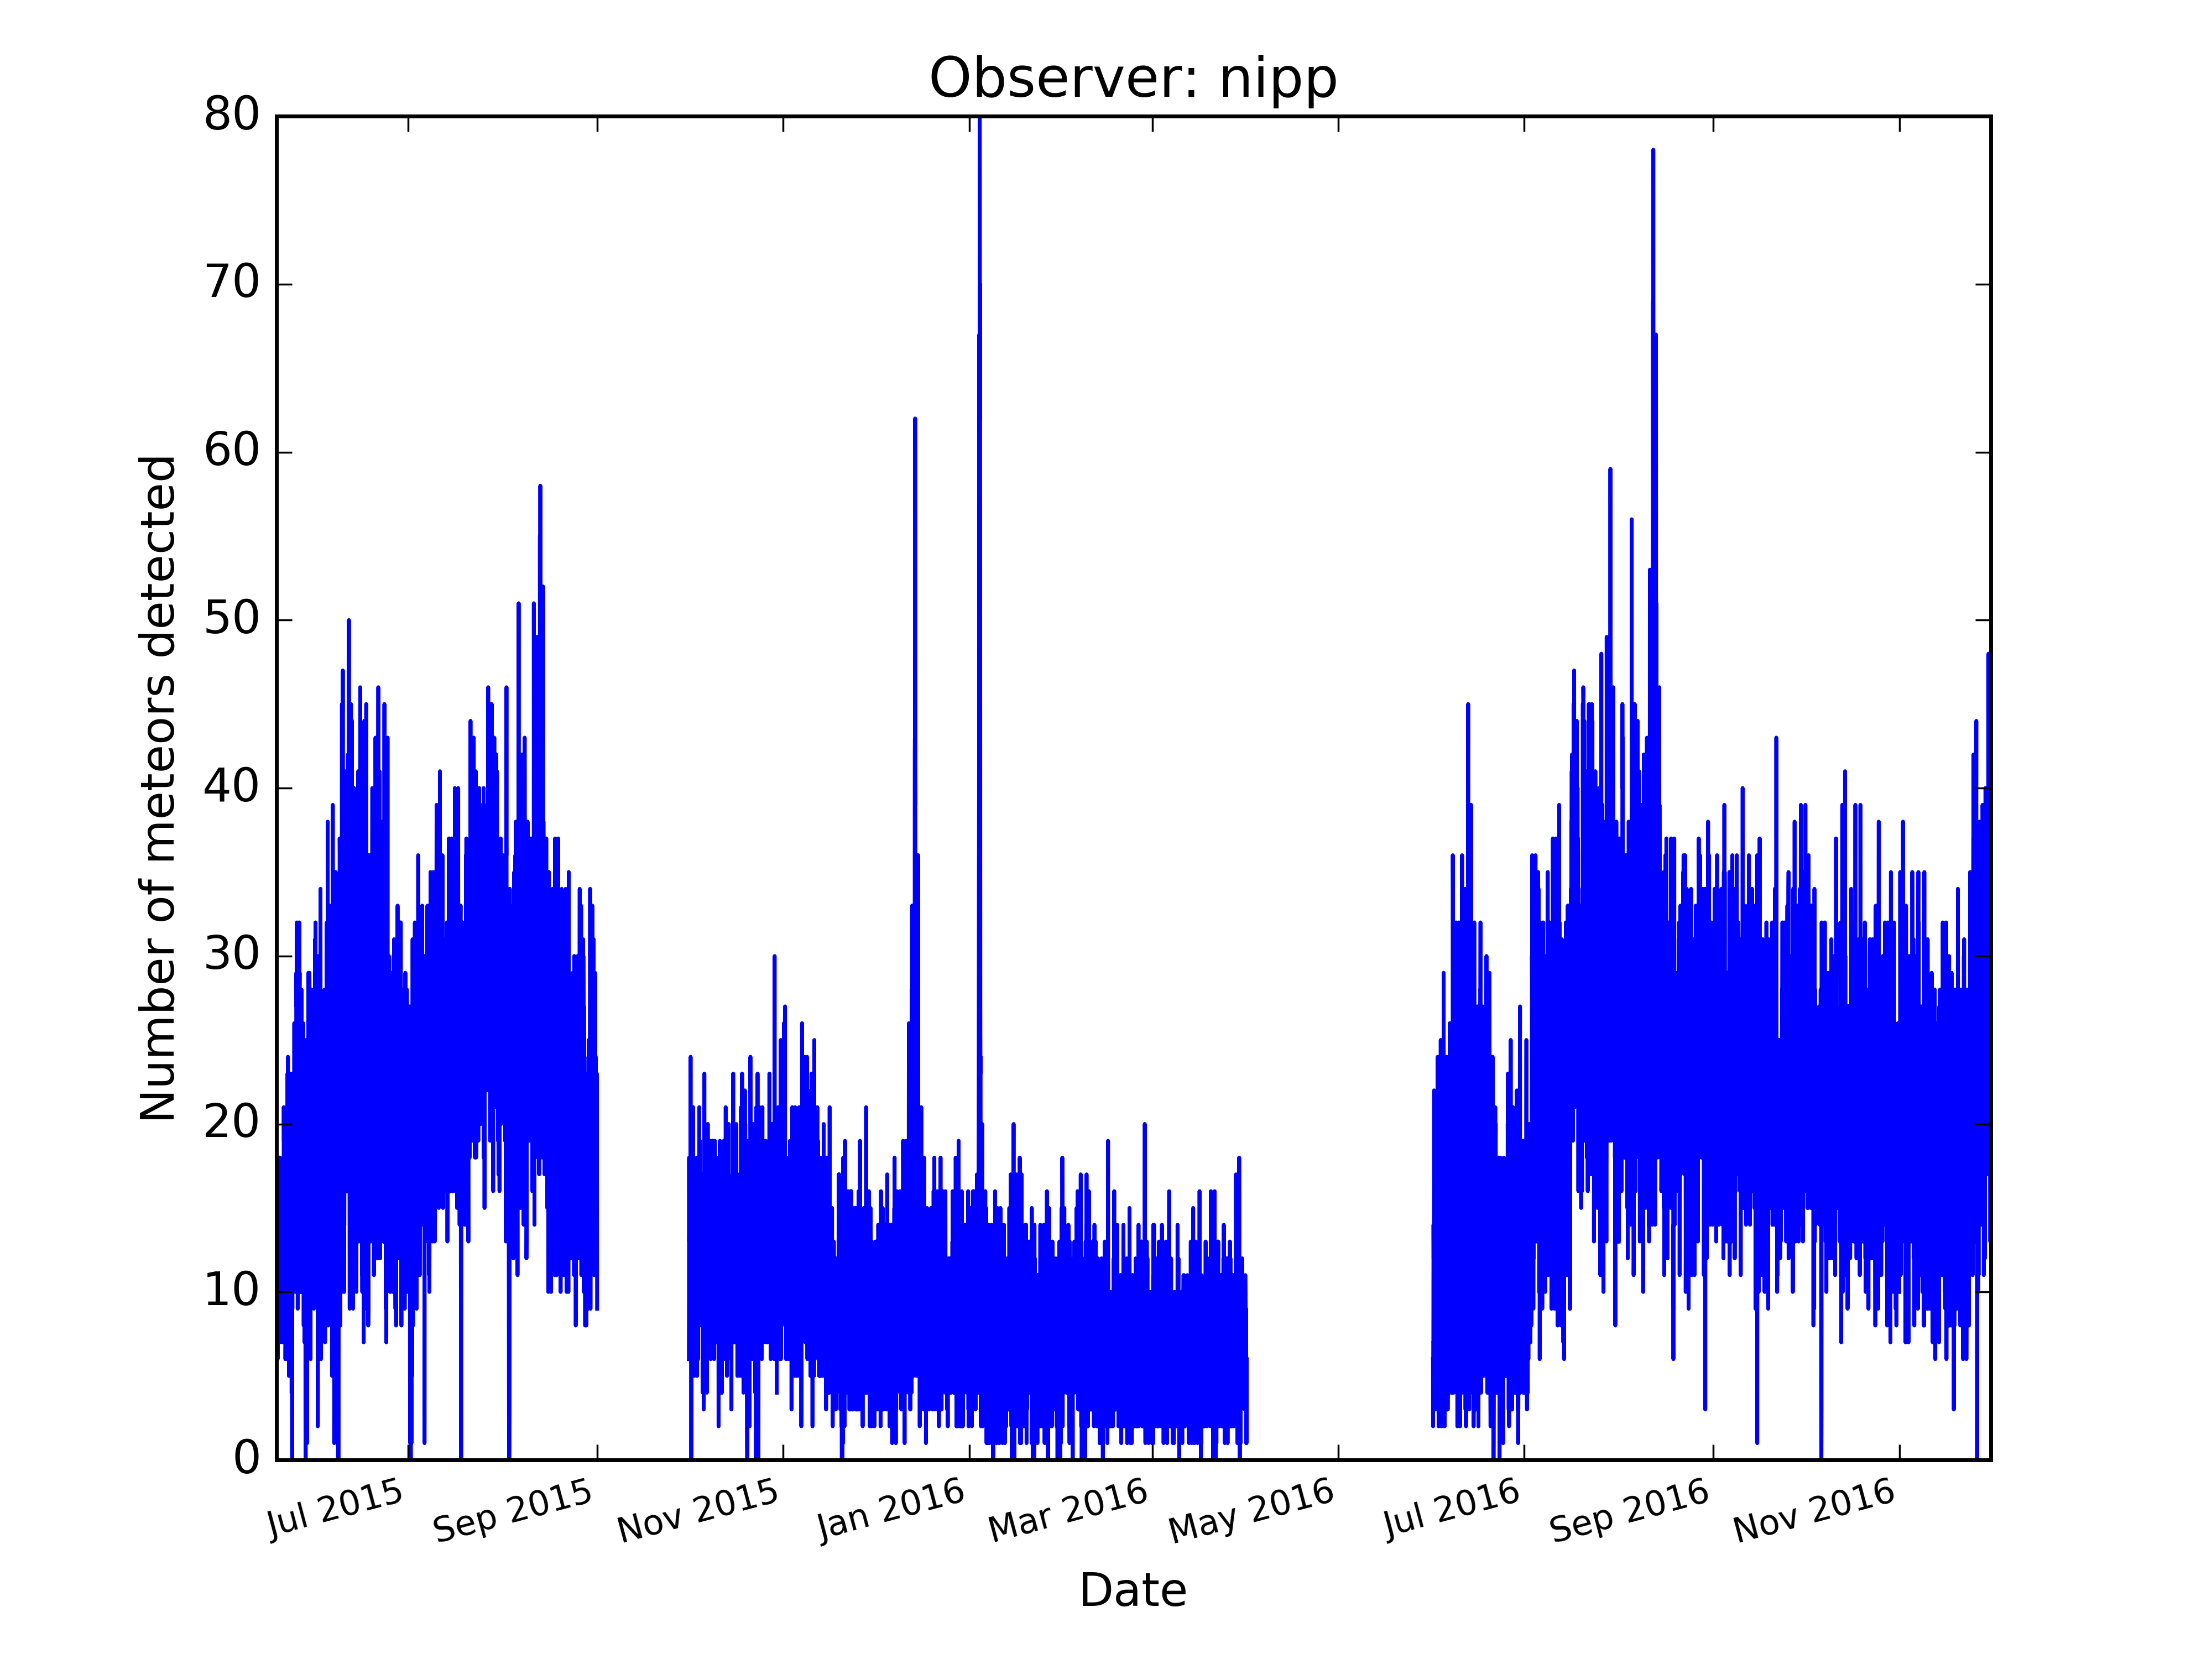 Observer: nipp
80
70
60
50
40
30
20
10
0
Number of meteors detected
Jul 2015
Sep 2015
Nov 2015
Jan 2016
Mar 2016
May 2016
Jul 2016
Sep 2016
Nov 2016
Date